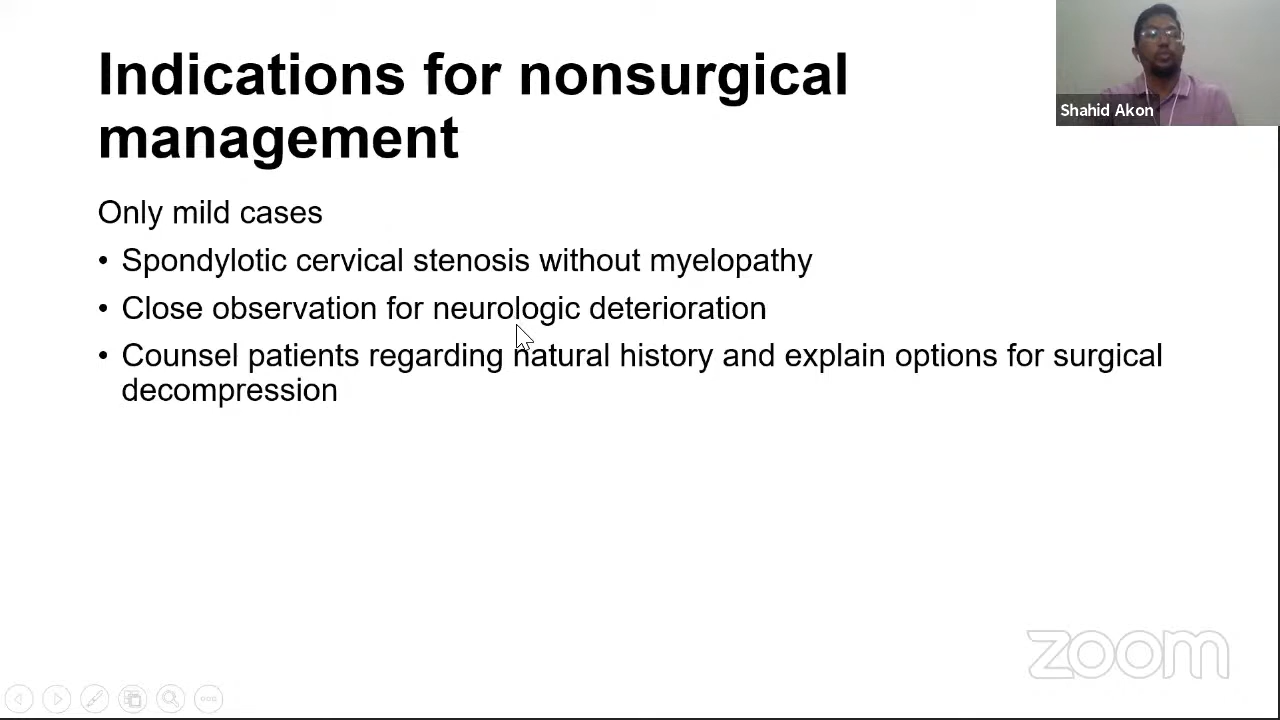 Indications for nonsurgical
management
Shahid Akon
Only mild cases
• Spondylotic cervical stenosis without myelopathy
• Close observation for neurologic deterioration
• Counsel patients regarding natural history and explain options for surgical
decompression
zoom